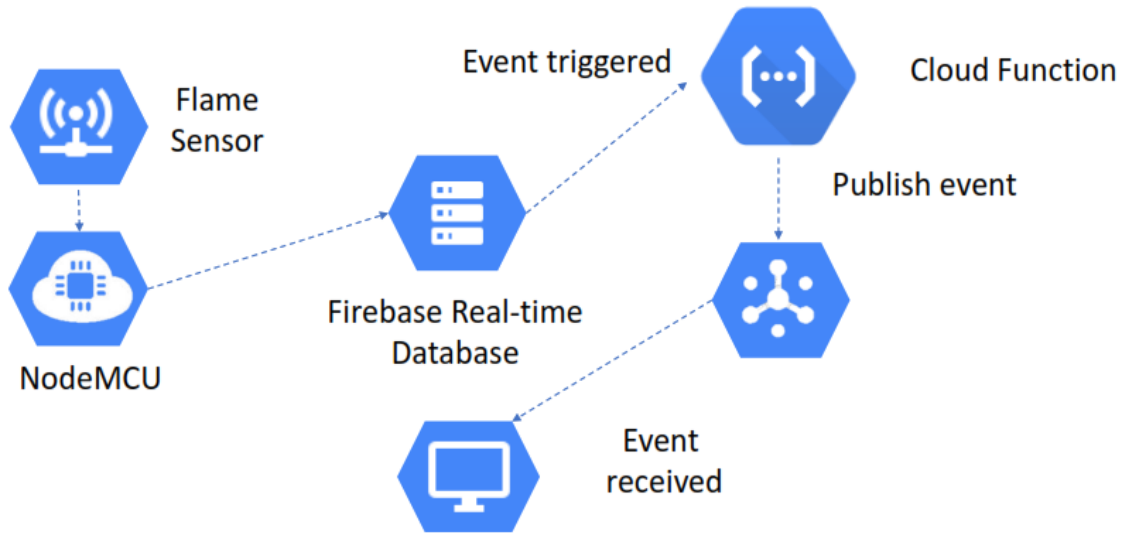 Flame
Sensor
NodeMCU
Firebase Real-time
Database
Event triggered
Cloud Function
Publish event
Event
received